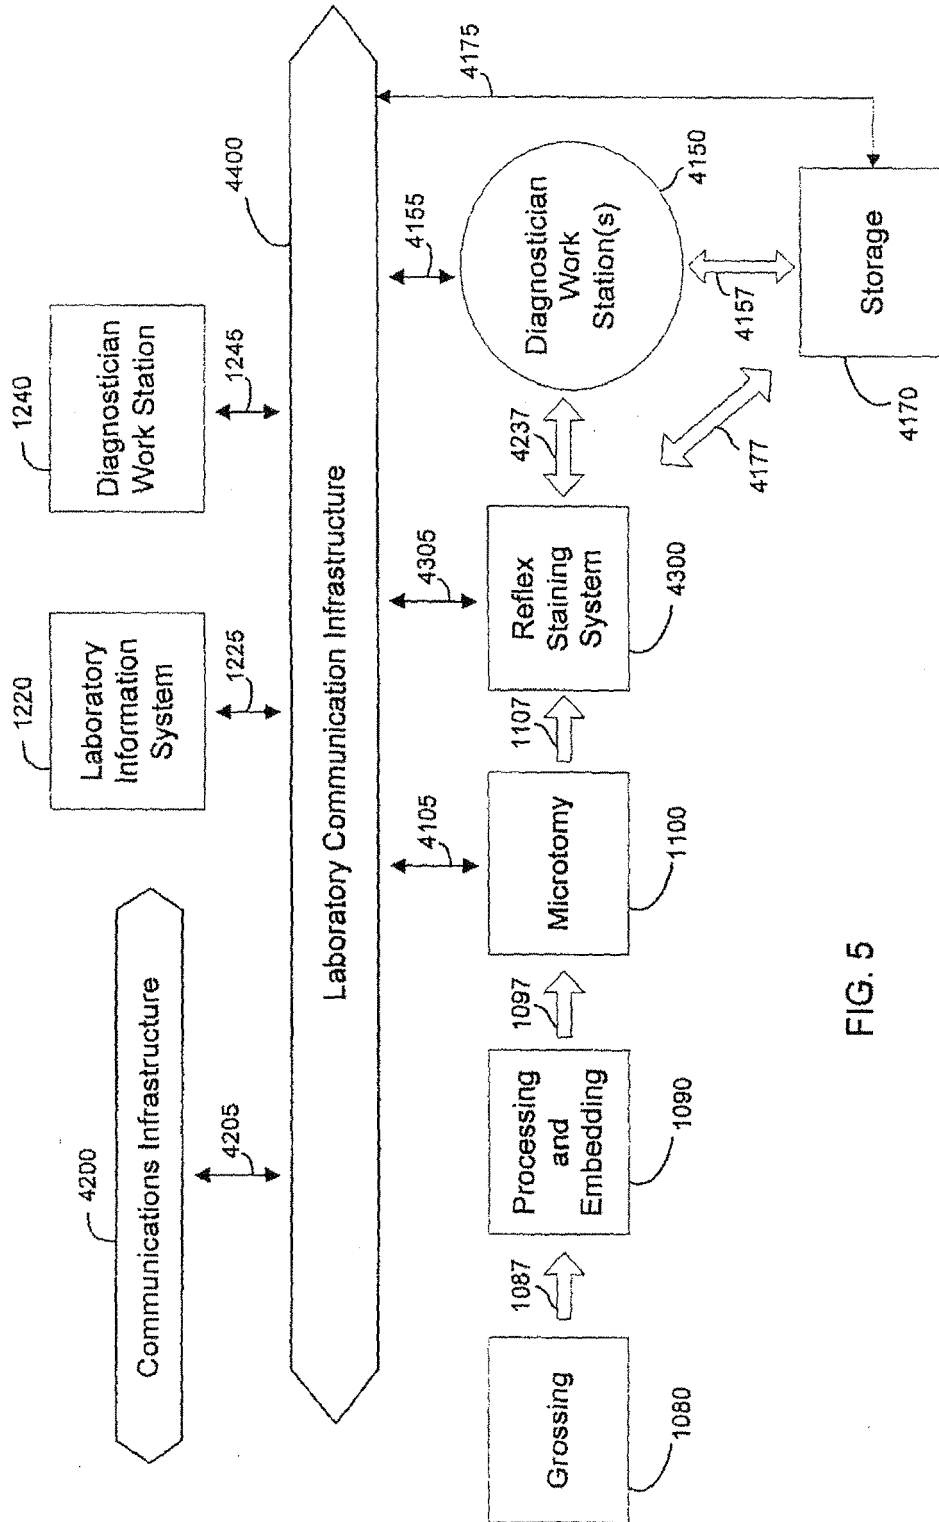 4200
Communications Infrastructure
4205
1220
Laboratory
Information
System
1225
1240
Diagnostician
Work Station
1245
4400
Laboratory Communication Infrastructure
4105
4305
4155
4175
Grossing
1080
1087
Processing
and
Embedding
1090
1097
Microtomy
1100
1107
Reflex
Staining
System
4300
4237
Diagnostician
Work
Station(s)
4150
4157
4177
Storage
4170
FIG. 5